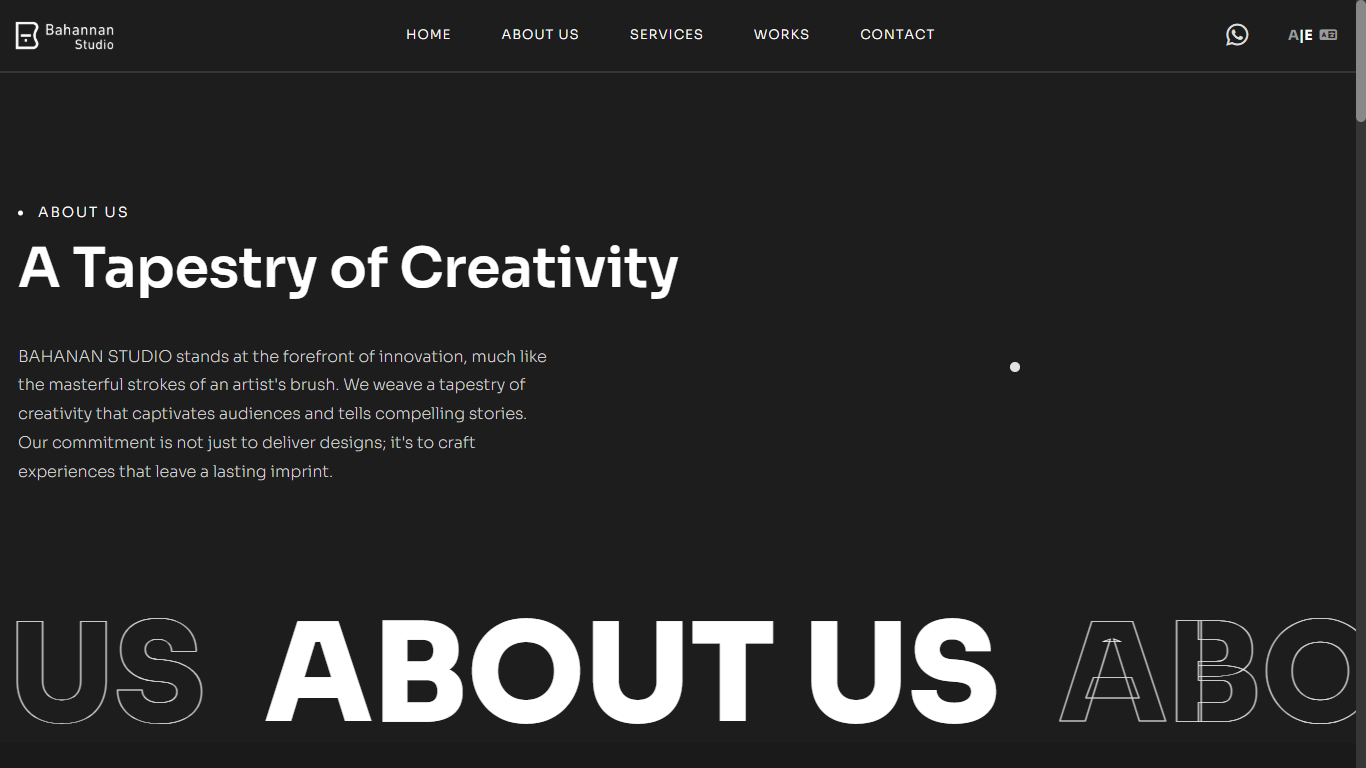 Bahannan
Studio
HOME
ABOUT US
SERVICES
WORKS
CONTACT
A|E
ABOUT US
A Tapestry of Creativity
BAHANAN STUDIO stands at the forefront of innovation, much like
the masterful strokes of an artist's brush. We weave a tapestry of
creativity that captivates audiences and tells compelling stories.
Our commitment is not just to deliver designs; it's to craft
experiences that leave a lasting imprint.
US ABOUT US ABO